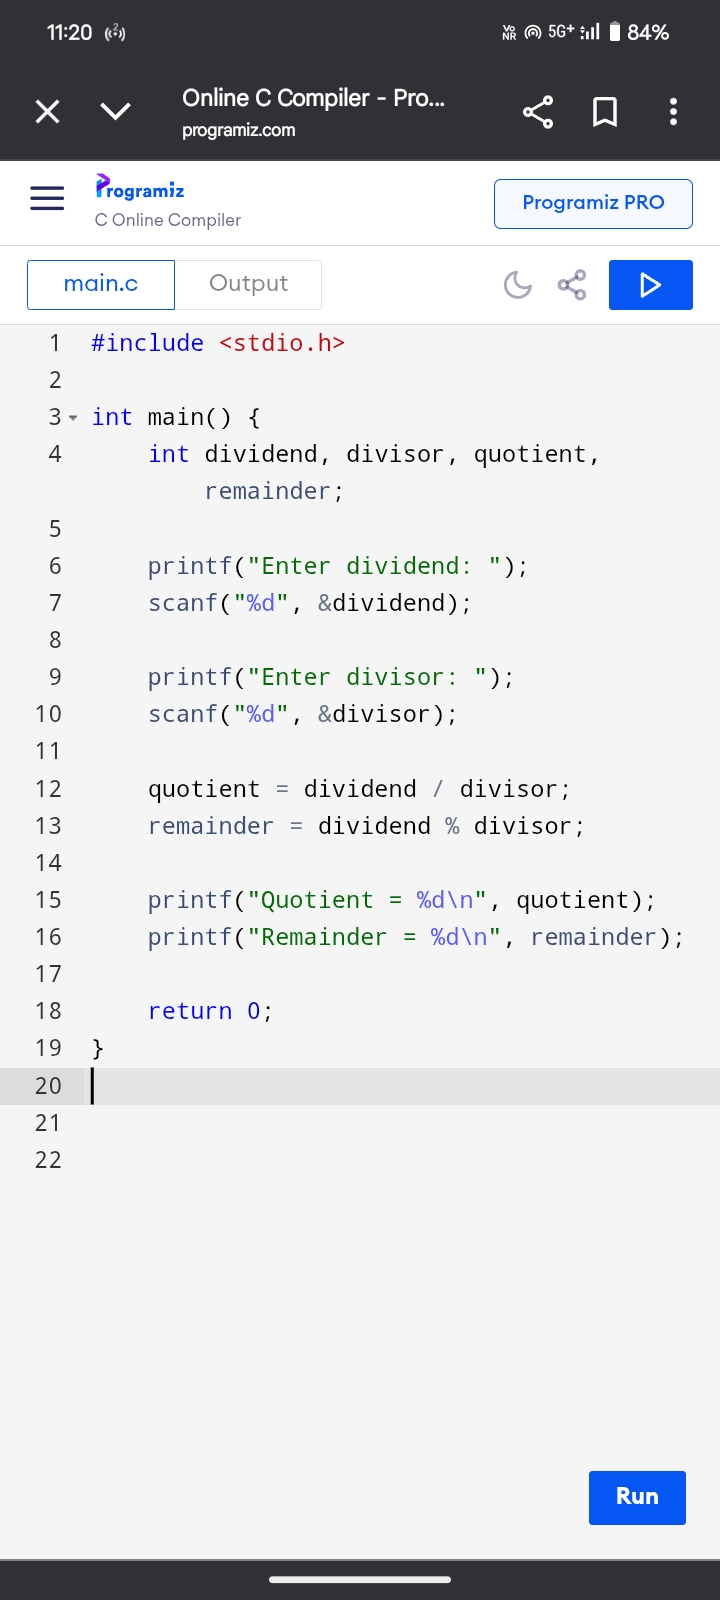 11:20
Vo NR 5G+ 84%
Online C Compiler - Pro...
programiz.com
Programiz
C Online Compiler
Programiz PRO
main.c
Output
1 #include <stdio.h>
2
3 int main() {
4     int dividend, divisor, quotient,
        remainder;
5
6     printf("Enter dividend: ");
7     scanf("%d", &dividend);
8
9     printf("Enter divisor: ");
10     scanf("%d", &divisor);
11
12     quotient = dividend / divisor;
13     remainder = dividend % divisor;
14
15     printf("Quotient = %d\n", quotient);
16     printf("Remainder = %d\n", remainder);
17
18     return 0;
19 }
20
21
22
Run